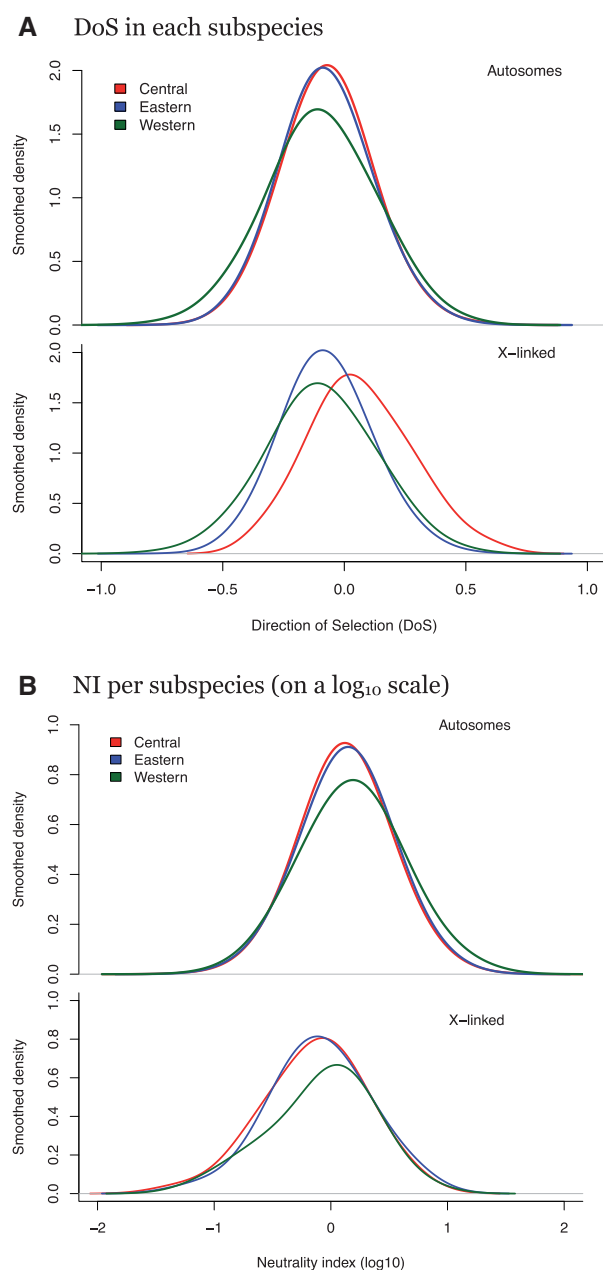 A DoS in each subspecies
Autosomes
Central
Eastern
Western
Smoothed density
0.0 0.5 1.0 1.5 2.0
X−linked
Smoothed density
0.0 0.5 1.0 1.5 2.0
−1.0 −0.5 0.0 0.5 1.0
Direction of Selection (DoS)
B NI per subspecies (on a log₁₀ scale)
Autosomes
Central
Eastern
Western
Smoothed density
0.0 0.2 0.4 0.6 0.8 1.0
X−linked
Smoothed density
0.0 0.2 0.4 0.6 0.8 1.0
−2 −1 0 1 2
Neutrality index (log10)